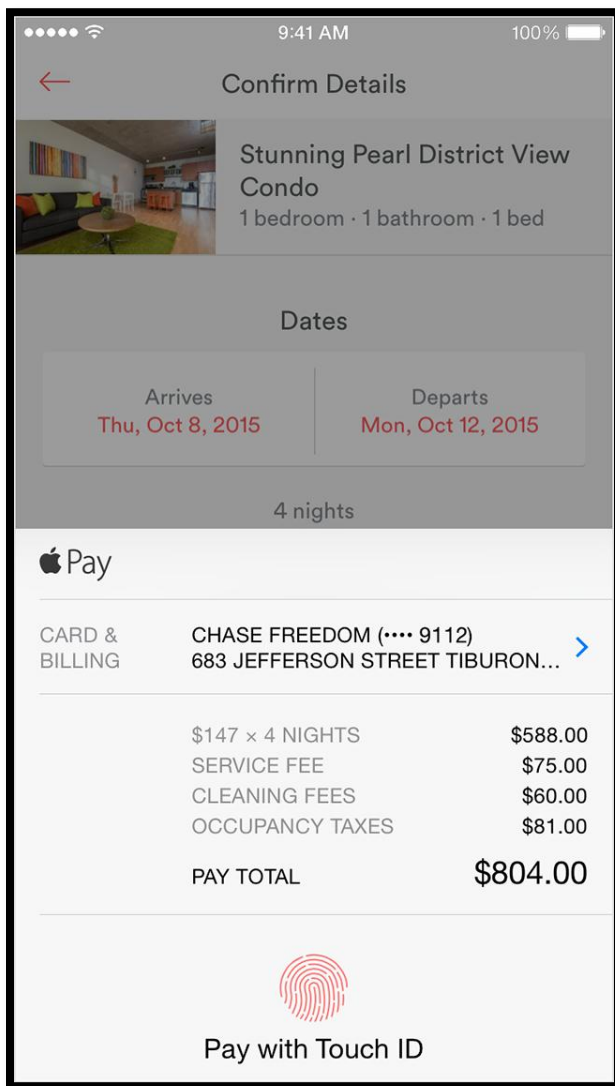 9:41 AM 100%
Confirm Details
Stunning Pearl District View
Condo
1 bedroom · 1 bathroom · 1 bed
Dates
Arrives Departs
Thu, Oct 8, 2015 Mon, Oct 12, 2015
4 nights
Pay
CARD & CHASE FREEDOM (•••• 9112)
BILLING 683 JEFFERSON STREET TIBURON...
$147 × 4 NIGHTS $588.00
SERVICE FEE $75.00
CLEANING FEES $60.00
OCCUPANCY TAXES $81.00
PAY TOTAL $804.00
Pay with Touch ID